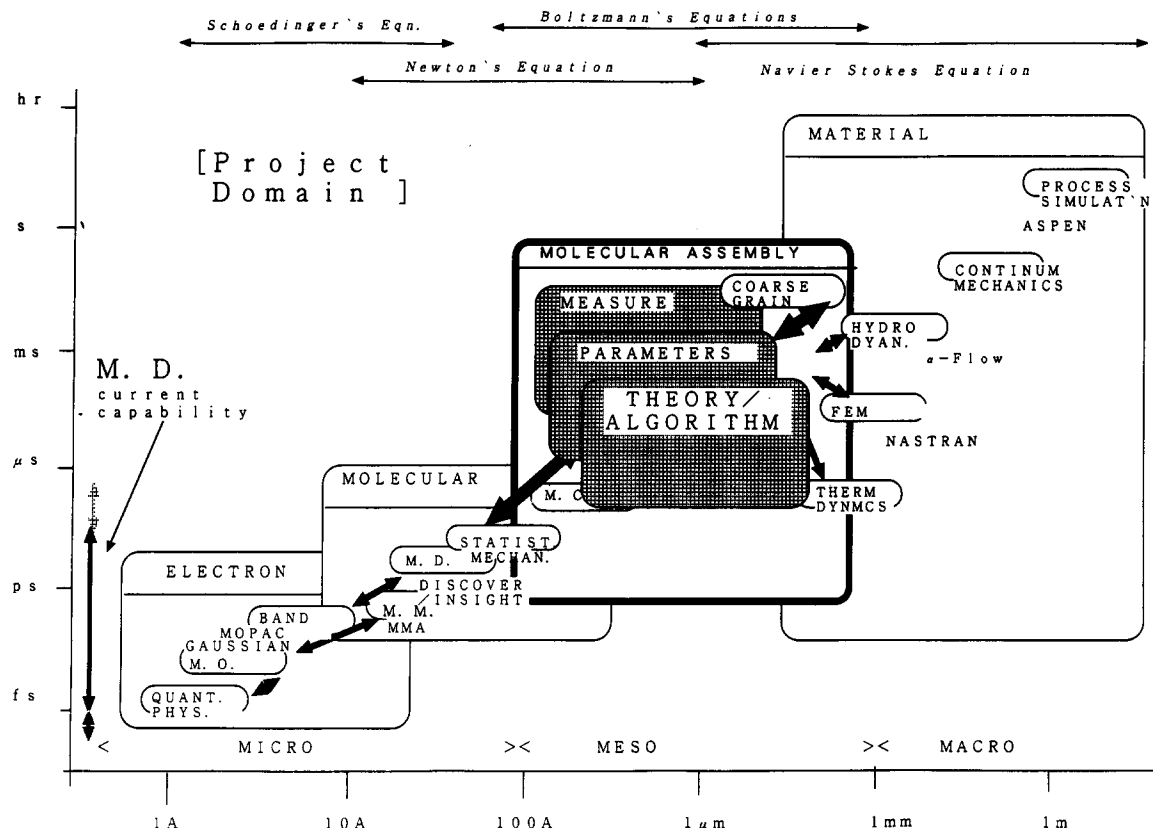 Schoedinger`s Eqn.
Boltzmann`s Equations
Newton`s Equation
Navier Stokes Equation
hr
[Project
Domain ]
MATERIAL
PROCESS
SIMULAT`N
ASPEN
s
MOLECULAR ASSEMBLY
CONTINUM
MECHANICS
COARSE
GRAIN
MEASURE
HYDRO
DYAN.
ms
PARAMETERS
α-Flow
M. D.
current
capability
THEORY/
ALGORITHM
FEM
NASTRAN
μs
MOLECULAR
M. C
THERM
DYNMCS
STATIST
MECHAN.
M. D.
ELECTRON
DISCOVER
/INSIGHT
ps
M. M.
MMA
BAND
MOPAC
GAUSSIAN
M. O.
fs
QUANT.
PHYS.
< MICRO >< MESO >< MACRO
1A 10A 100A 1μm 1mm 1m